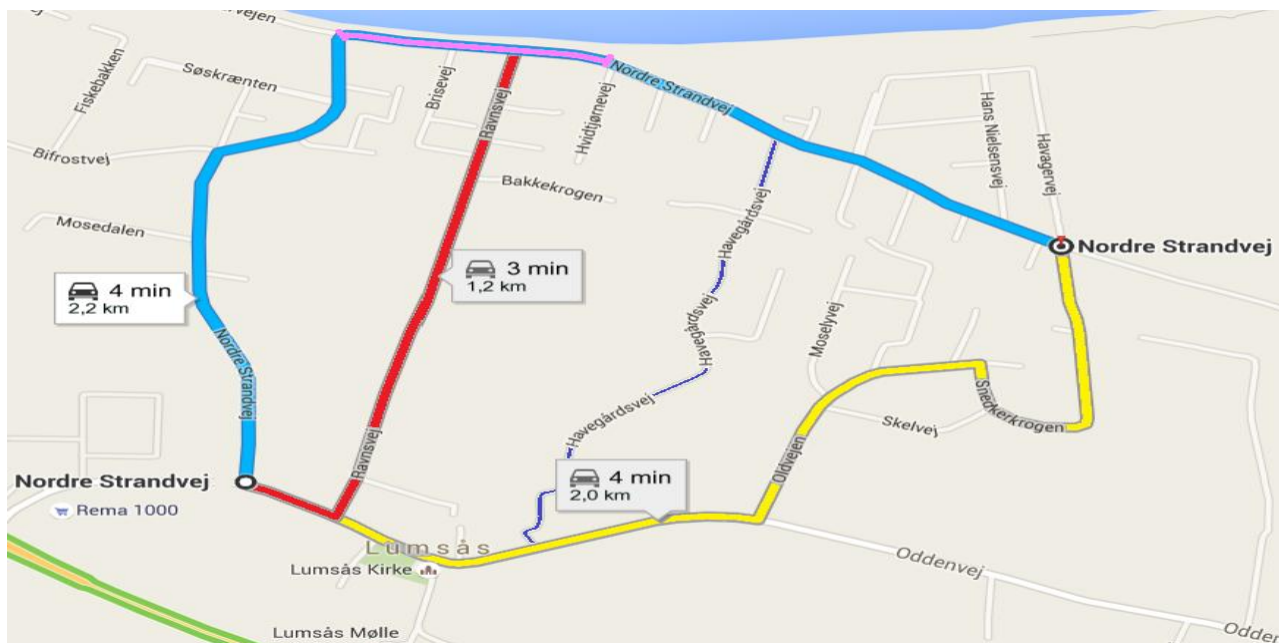 rvejen
Fiskebakken
Søskrænten
Brisevej
Ravnsvej
Hvidtjørnevej
Nordre Strandvej
Hans Nielsensvej
Havagervej
Bifrostvej
Bakkekrogen
Havegårdsvej
Mosedalen
Nordre Strandvej
3 min
1,2 km
4 min
2,2 km
Havegårdsvej
Moselyvej
Nordre Strandvej
Havegårdsvej
Snedkerkrogen
Skelvej
Ravnsvej
Oldvejen
Nordre Strandvej
4 min
2,0 km
Rema 1000
Lumsås
Oddenvej
Lumsås Kirke
Lumsås Mølle
Odden